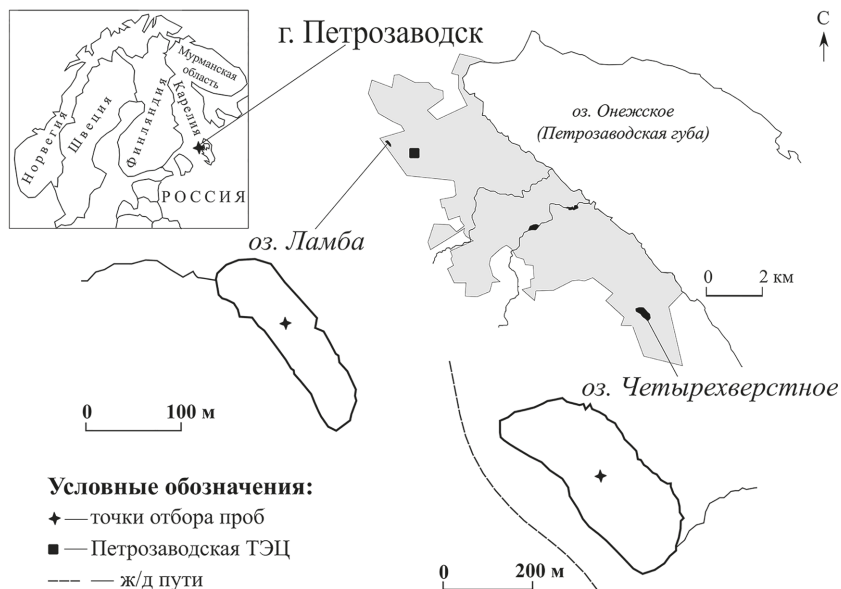 г. Петрозаводск
С
Мурманская
область
Норвегия
Швеция
Финляндия
Карелия
РОССИЯ
оз. Онежское
(Петрозаводская губа)
оз. Ламба
0 2 км
оз. Четырехверстное
0 100 м
Условные обозначения:
— точки отбора проб
— Петрозаводская ТЭЦ
— ж/д пути
0 200 м